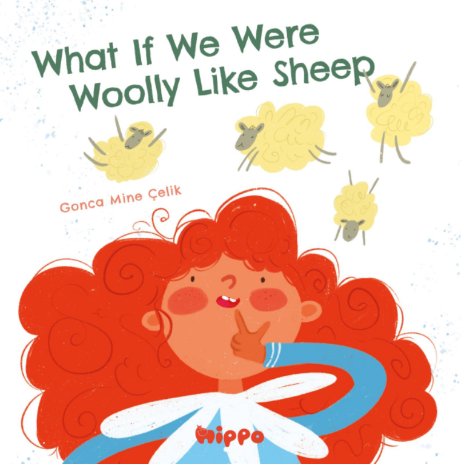 What If We Were
Woolly Like Sheep
Gonca Mine Çelik
Hippo